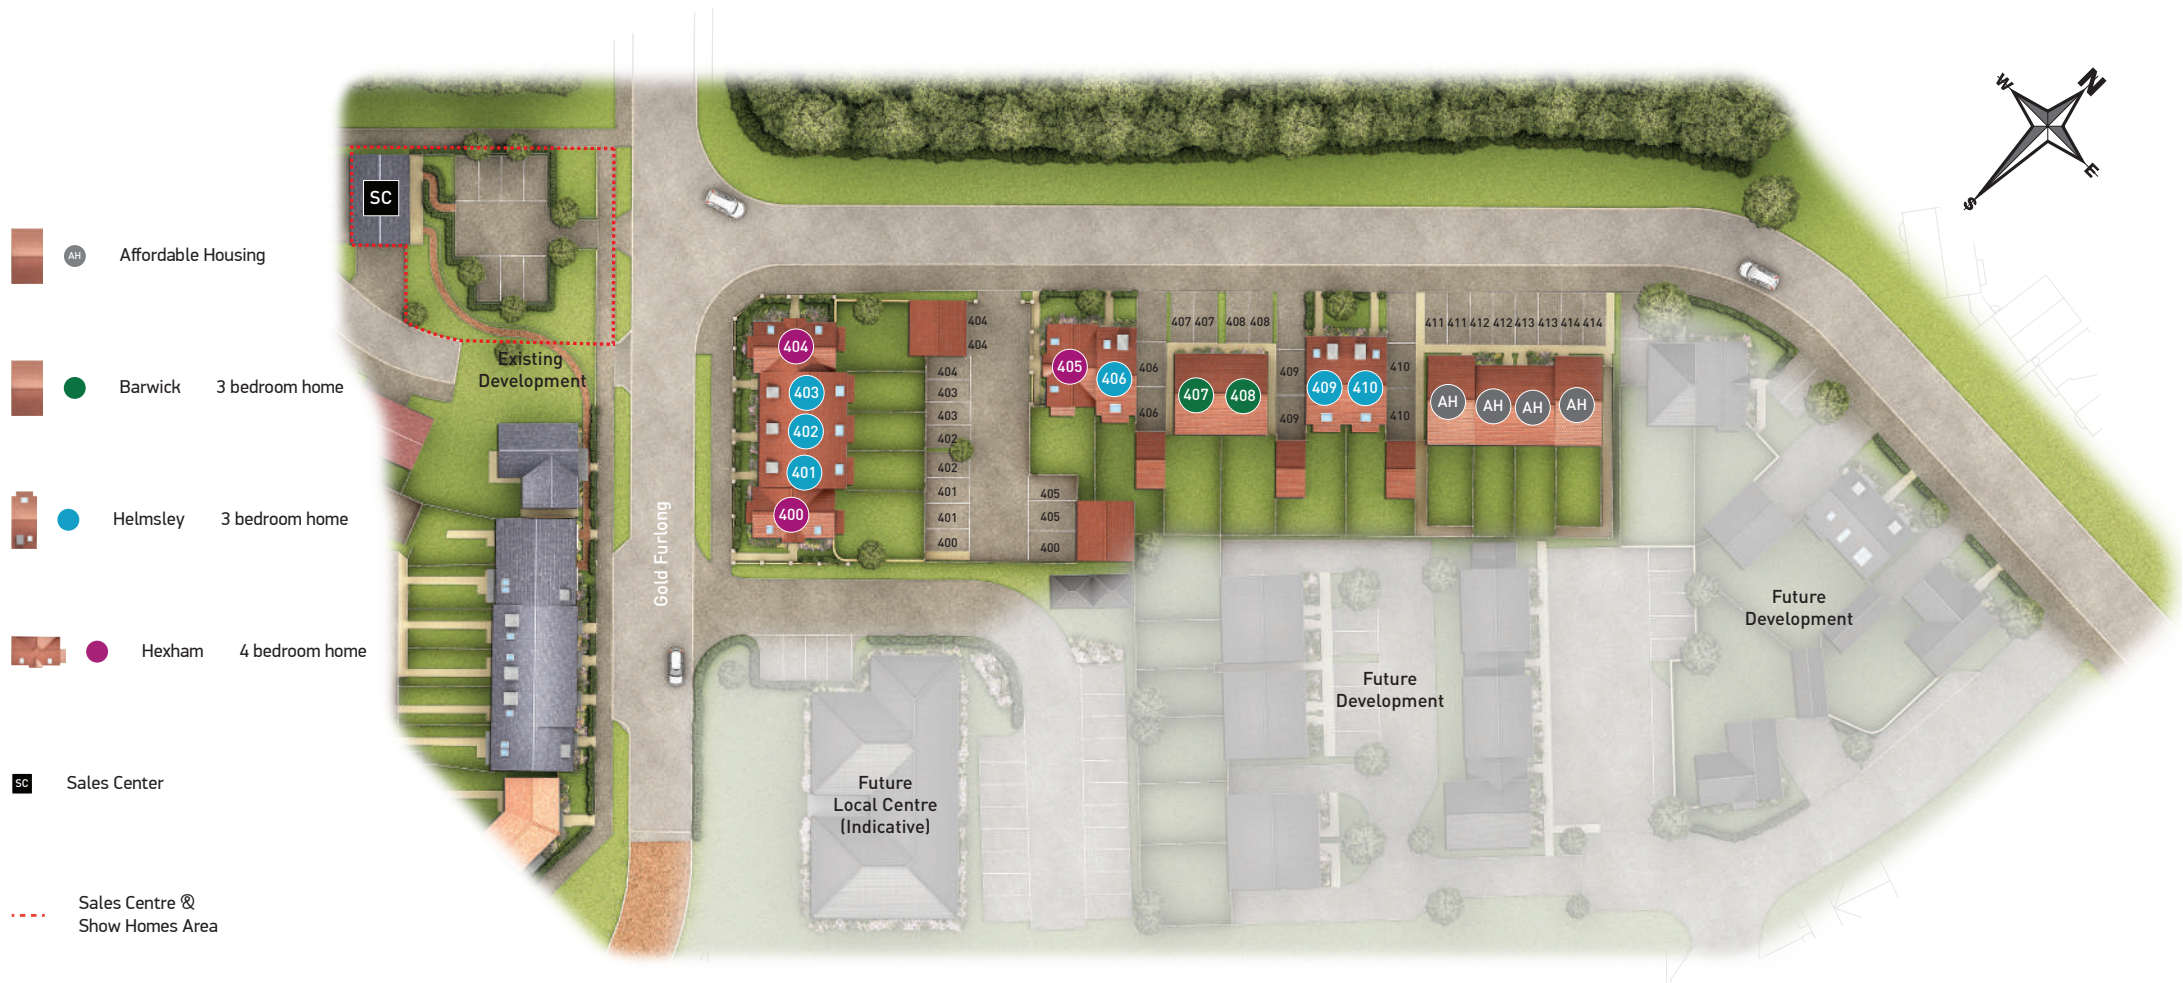 W
N
E
S
SC
AH
Affordable Housing
Barwick 3 bedroom home
Helmsley 3 bedroom home
Hexham 4 bedroom home
SC
Sales Center
Sales Centre &
Show Homes Area
Existing
Development
Gold Furlong
404
403
402
401
400
404
404
404
403
403
402
402
401
401
400
405
406
405
405
400
406
406
407 407 408 408
407
408
409
409
409
410
410
410
411 411 412 412 413 413 414 414
AH
AH
AH
AH
Future
Development
Future
Development
Future
Local Centre
(Indicative)